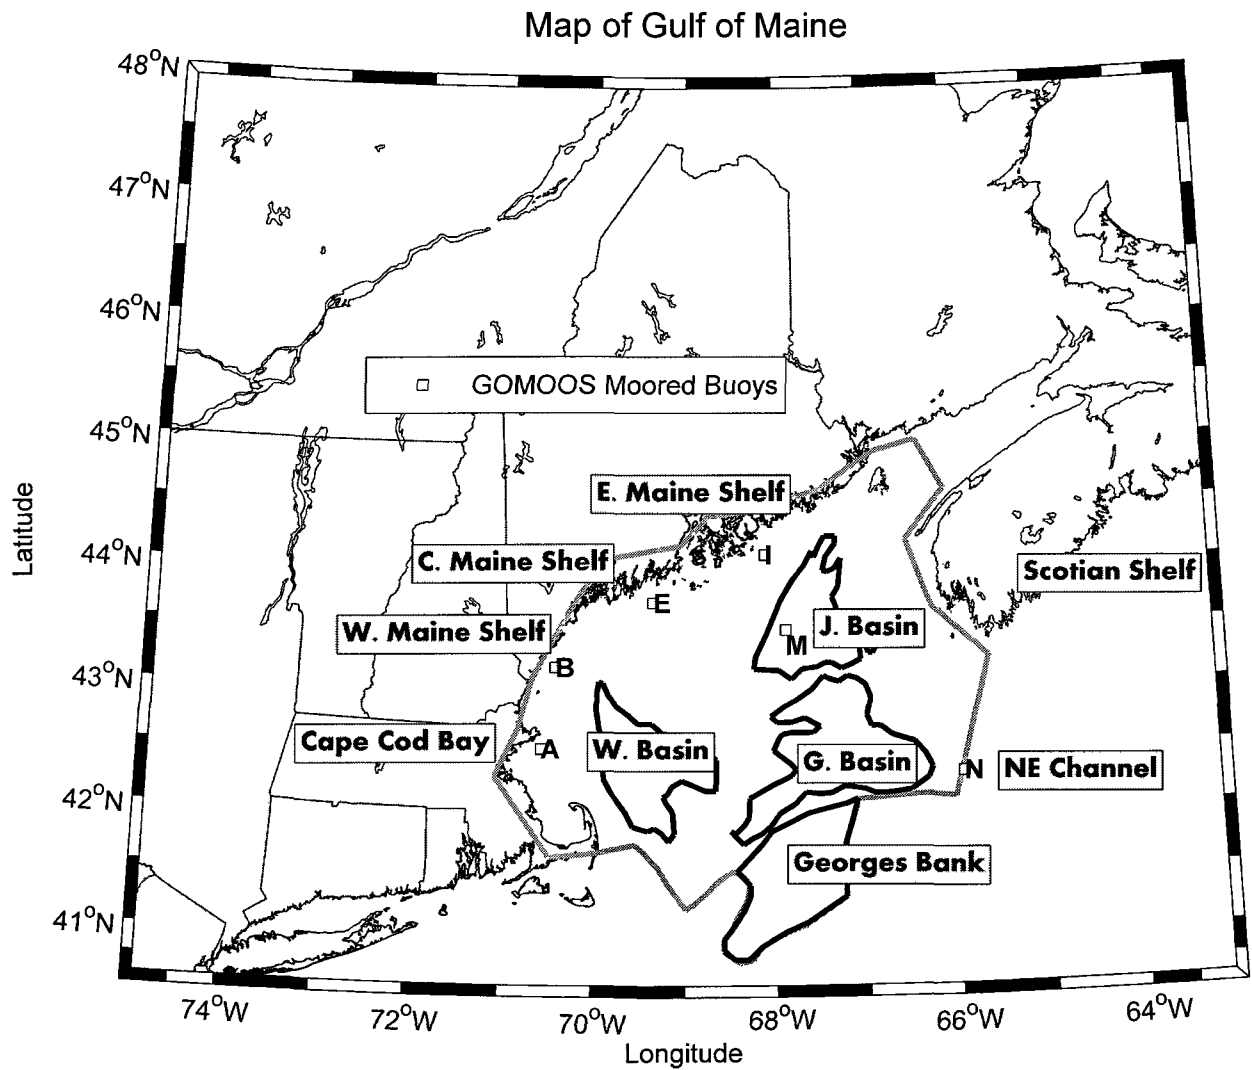 Map of Gulf of Maine
48°N
47°N
46°N
GOMOOS Moored Buoys
45°N
E. Maine Shelf
Latitude
44°N
C. Maine Shelf
I
Scotian Shelf
E
W. Maine Shelf
J. Basin
M
43°N
B
Cape Cod Bay
A
W. Basin
G. Basin
N
NE Channel
42°N
Georges Bank
41°N
74°W
72°W
70°W
68°W
66°W
64°W
Longitude